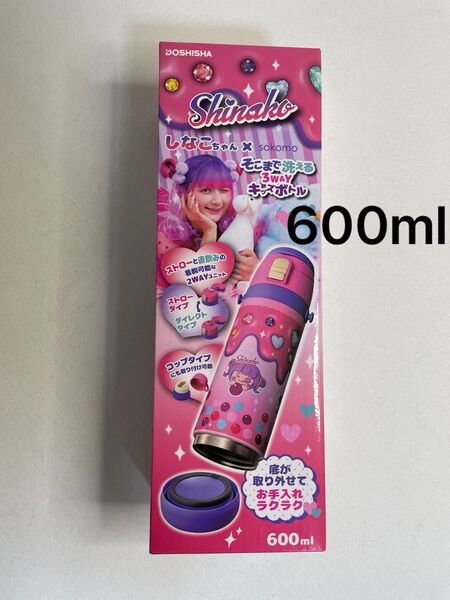 DOSHISHA
Shinako
しなこちゃん × sokomo
そこまで洗える
3WAY
キッズボトル
600ml
ストローと直飲みの
着脱可能な
2WAYユニット
ストロー
タイプ
ダイレクト
タイプ
コップタイプ
にも取り付け可能
Shinako
底が
取り外せて
お手入れ
ラクラク
600ml